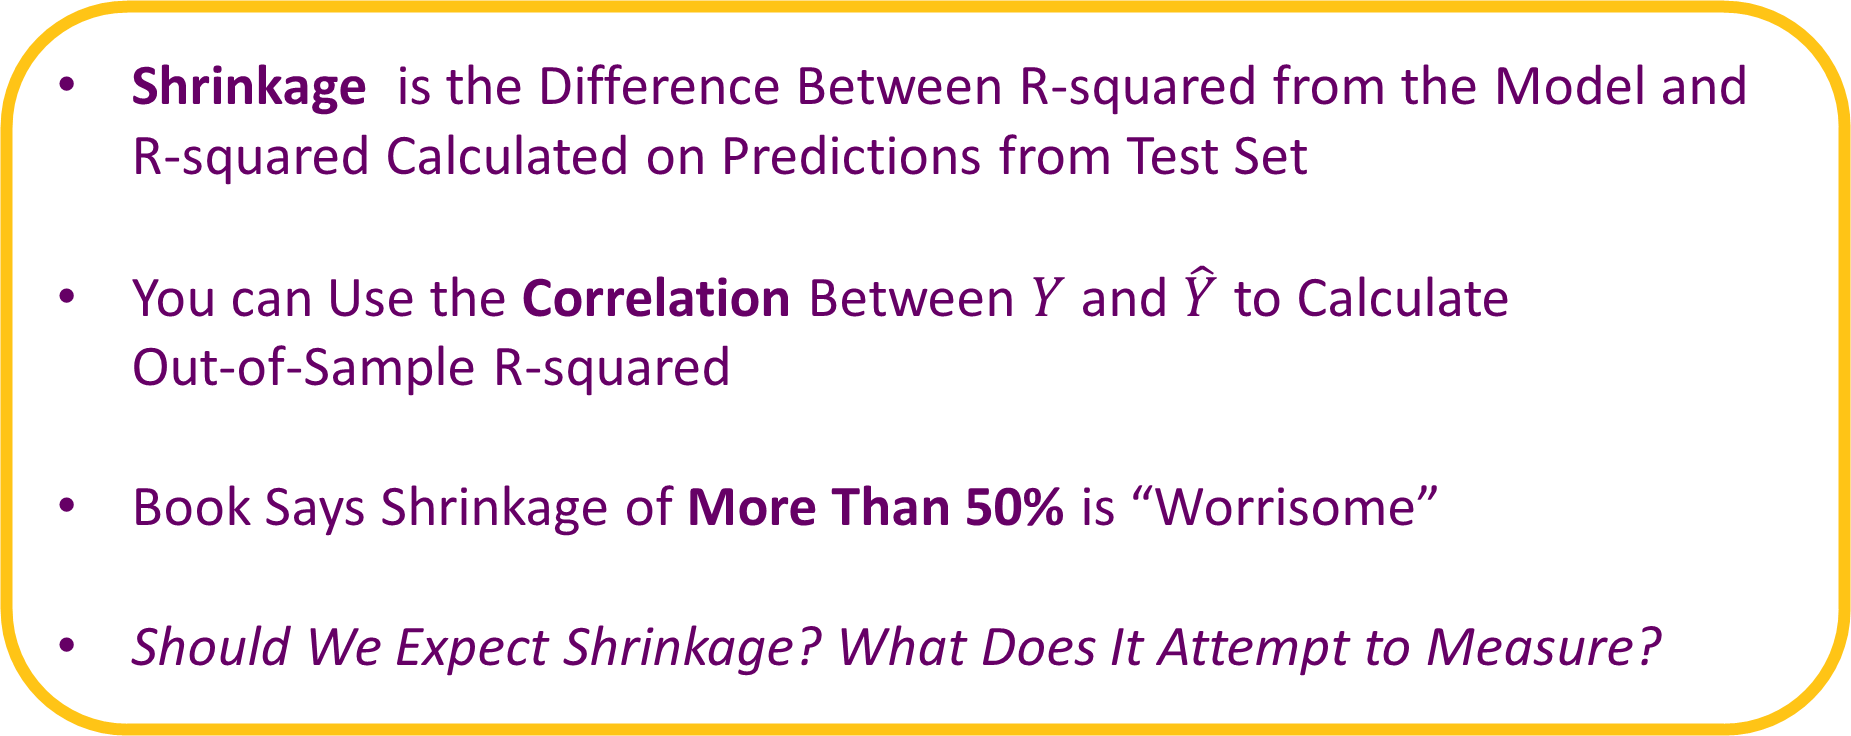 • Shrinkage is the Difference Between R-squared from the Model and
R-squared Calculated on Predictions from Test Set
• You can Use the Correlation Between Y and Ŷ to Calculate
Out-of-Sample R-squared
• Book Says Shrinkage of More Than 50% is “Worrisome”
• Should We Expect Shrinkage? What Does It Attempt to Measure?